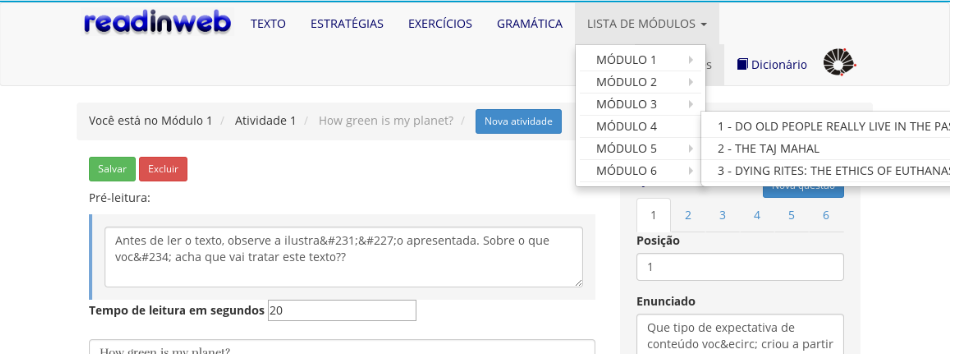 readinweb TEXTO ESTRATÉGIAS EXERCÍCIOS GRAMÁTICA LISTA DE MÓDULOS
Dicionário
MÓDULO 1
MÓDULO 2
MÓDULO 3
MÓDULO 4
MÓDULO 5
MÓDULO 6
1 - DO OLD PEOPLE REALLY LIVE IN THE
2 - THE TAJ MAHAL
3 - DYING RITES: THE ETHICS OF
Você está no Módulo 1 / Atividade 1 / How green is my planet? / Nova atividade
Salvar Excluir
Pré-leitura:
Antes de ler o texto, observe a ilustra&#231;&#227;o apresentada. Sobre o que
voc&#234; acha que vai tratar este texto??
Tempo de leitura em segundos 20
How green is my planet?
Nova questão
1 2 3 4 5 6
Posição
1
Enunciado
Que tipo de expectativa de
conteúdo voc&ecirc; criou a partir